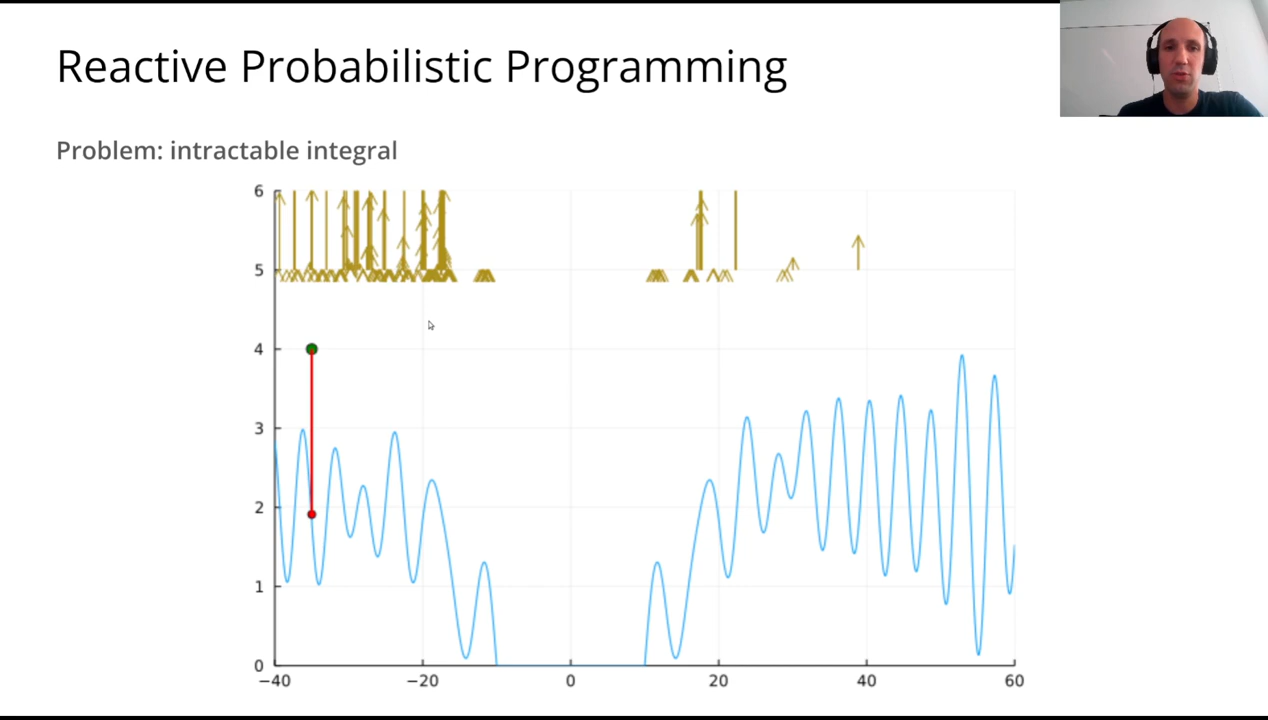 Reactive Probabilistic Programming
Problem: intractable integral
6
5
4
3
2
1
0
−40 −20 0 20 40 60